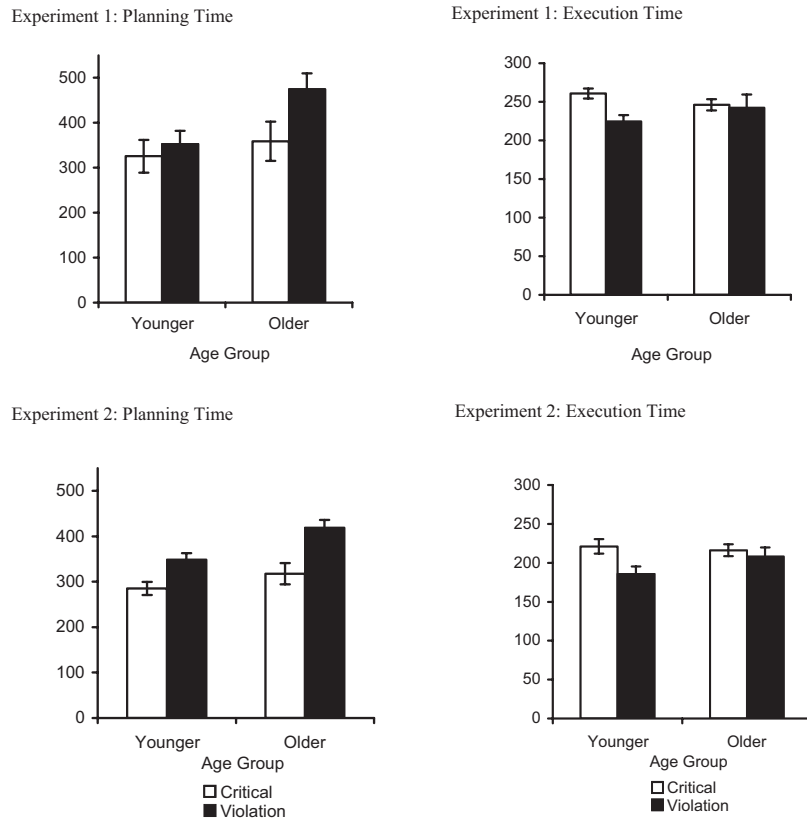 Experiment 1: Planning Time
500
400
300
200
100
0
Younger Older
Age Group
Experiment 1: Execution Time
300
250
200
150
100
50
0
Younger Older
Age Group
Experiment 2: Planning Time
500
400
300
200
100
0
Younger Older
Age Group
Critical
Violation
Experiment 2: Execution Time
300
250
200
150
100
50
0
Younger Older
Age Group
Critical
Violation